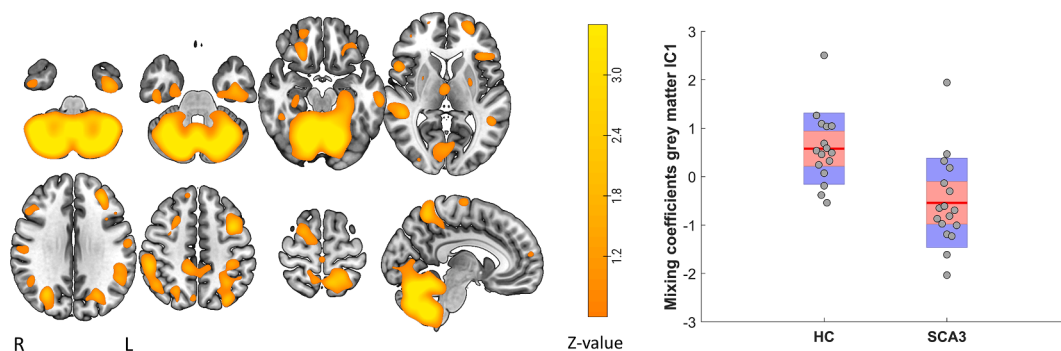 R
L
3.0
2.4
1.8
1.2
Z-value
Mixing coefficients grey matter IC1
3
2
1
0
-1
-2
-3
HC
SCA3